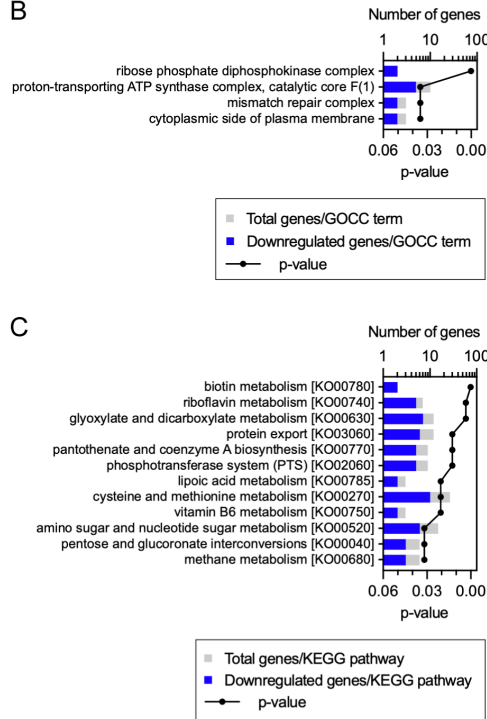 B
Number of genes
1 10 100
ribose phosphate diphosphokinase complex
proton-transporting ATP synthase complex, catalytic core F(1)
mismatch repair complex
cytoplasmic side of plasma membrane
0.06 0.03 0.00
p-value
Total genes/GOCC term
Downregulated genes/GOCC term
p-value
C
Number of genes
1 10 100
biotin metabolism [KO00780]
riboflavin metabolism [KO00740]
glyoxylate and dicarboxylate metabolism [KO00630]
protein export [KO03060]
pantothenate and coenzyme A biosynthesis [KO00770]
phosphotransferase system (PTS) [KO02060]
lipoic acid metabolism [KO00785]
cysteine and methionine metabolism [KO00270]
vitamin B6 metabolism [KO00750]
amino sugar and nucleotide sugar metabolism [KO00520]
pentose and glucoronate interconversions [KO00040]
methane metabolism [KO00680]
0.06 0.03 0.00
p-value
Total genes/KEGG pathway
Downregulated genes/KEGG pathway
p-value